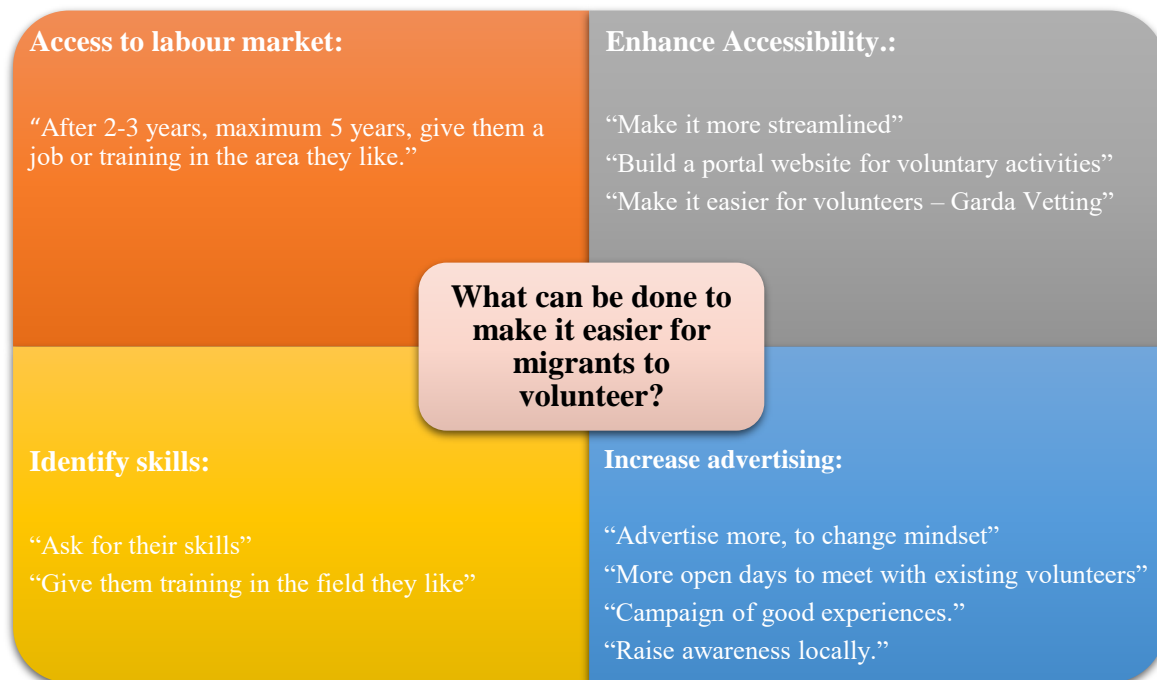 Access to labour market:
“After 2-3 years, maximum 5 years, give them a
job or training in the area they like.”
Enhance Accessibility.:
“Make it more streamlined”
“Build a portal website for voluntary activities”
“Make it easier for volunteers – Garda Vetting”
What can be done to
make it easier for
migrants to
volunteer?
Identify skills:
“Ask for their skills”
“Give them training in the field they like”
Increase advertising:
“Advertise more, to change mindset”
“More open days to meet with existing volunteers”
“Campaign of good experiences.”
“Raise awareness locally.”